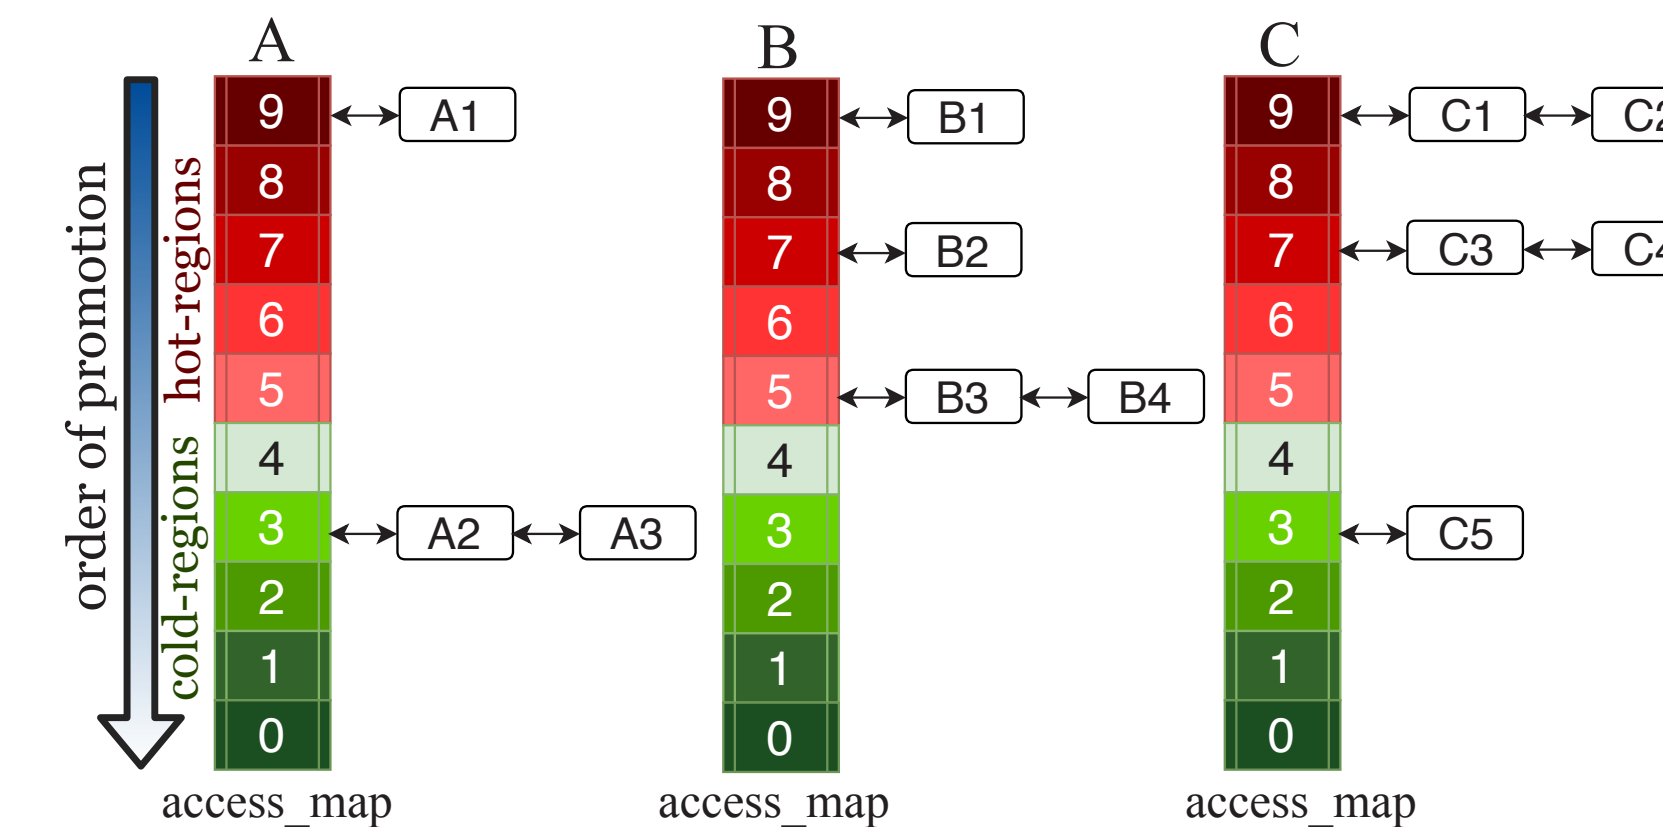 A B C
order of promotion
hot-regions
cold-regions
9 A1 9 B1 9 C1 C2
8 8 8
7 7 B2 7 C3 C4
6 6 6
5 5 B3 B4 5
4 4 4
3 A2 A3 3 3 C5
2 2 2
1 1 1
0 0 0
access_map access_map access_map